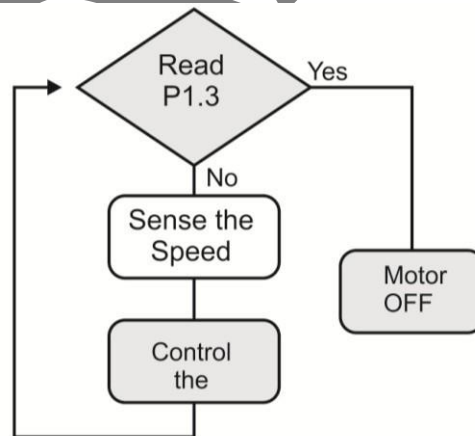 Read
P1.3
Yes
No
Sense the
Speed
Motor
OFF
Control
the